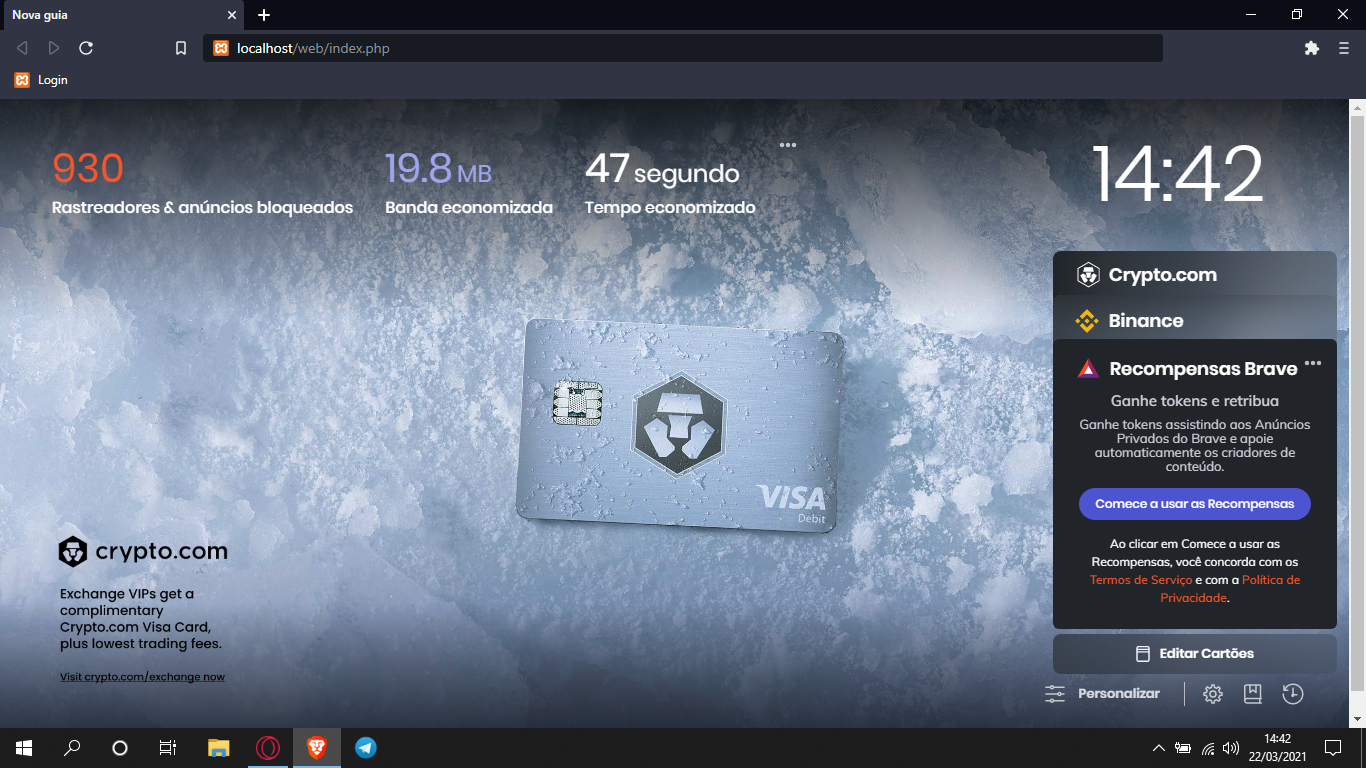 Nova guia
localhost/web/index.php
Login
930
Rastreadores & anúncios bloqueados
19.8 MB
Banda economizada
47 segundo
Tempo economizado
14:42
Crypto.com
Binance
Recompensas Brave
Ganhe tokens e retribua
Ganhe tokens assistindo aos Anúncios
Privados do Brave e apoie
automaticamente os criadores de
conteúdo.
Comece a usar as Recompensas
Ao clicar em Comece a usar as
Recompensas, você concorda com os
Termos de Serviço e com a Política de
Privacidade.
Editar Cartões
Personalizar
VISA
Debit
crypto.com
Exchange VIPs get a
complimentary
Crypto.com Visa Card,
plus lowest trading fees.
Visit crypto.com/exchange now
14:42
22/03/2021